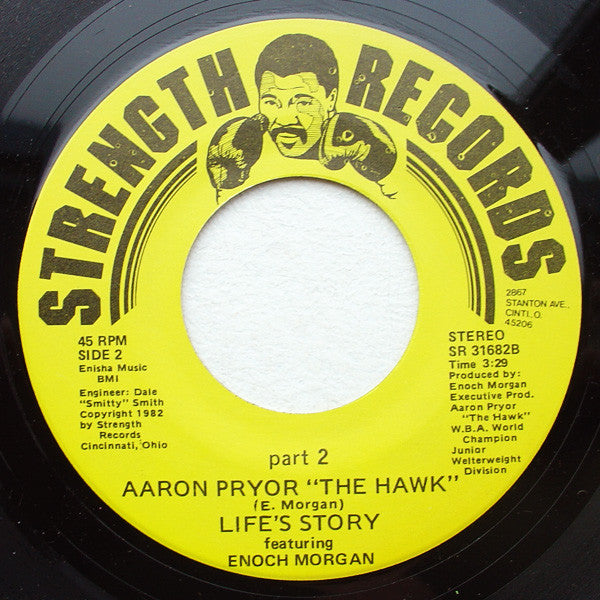 STRENGTH RECORDS
2867
STANTON AVE.,
CINTI.,O.
45206
45 RPM
SIDE 2
Enisha Music
BMI
Engineer: Dale
"Smitty" Smith
Copyright 1982
by Strength
Records
Cincinnati, Ohio
STEREO
SR 31682B
Time 3:29
Produced by:
Enoch Morgan
Executive Prod.
Aaron Pryor
"The Hawk"
W.B.A. World
Champion
Junior
Welterweight
Division
part 2
AARON PRYOR "THE HAWK"
(E. Morgan)
LIFE'S STORY
featuring
ENOCH MORGAN